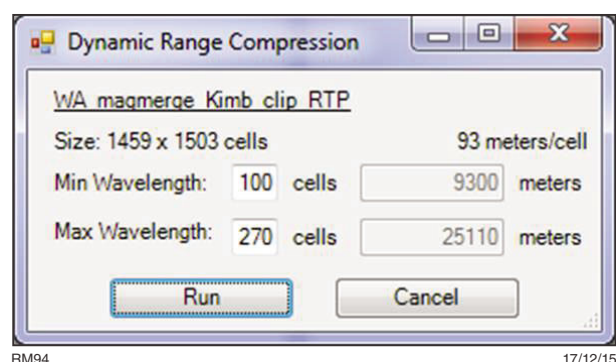 Dynamic Range Compression
WA_magmerge_Kimb_clip_RTP
Size: 1459 x 1503 cells 93 meters/cell
Min Wavelength: 100 cells 9300 meters
Max Wavelength: 270 cells 25110 meters
Run Cancel
RM94 17/12/15